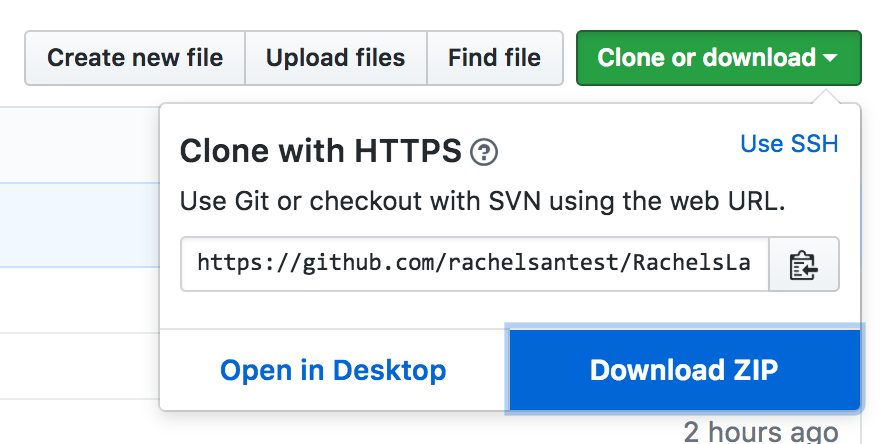 Create new file Upload files Find file Clone or download
Clone with HTTPS ? Use SSH
Use Git or checkout with SVN using the web URL.
https://github.com/rachelsantest/RachelsLa
Open in Desktop Download ZIP
2 hours ago